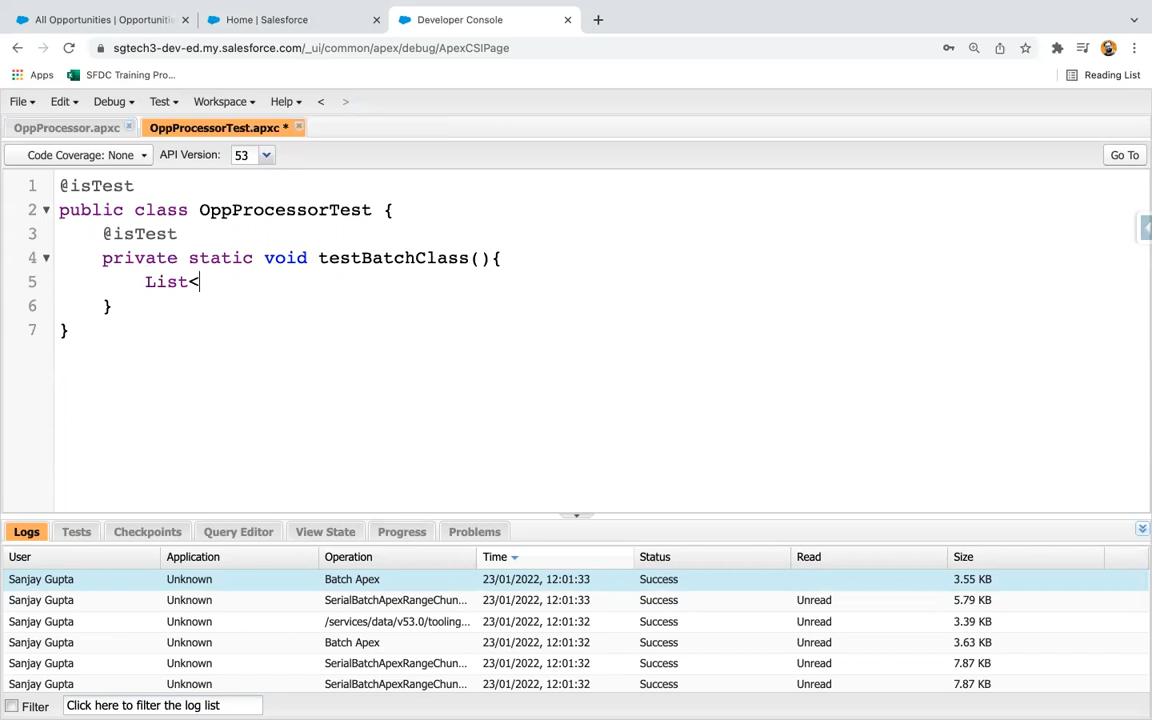 All Opportunities | Opportunitie
Home | Salesforce
Developer Console
sgtech3-dev-ed.my.salesforce.com/_ui/common/apex/debug/ApexCSIPage
Apps
SFDC Training Pro...
Reading List
File
Edit
Debug
Test
Workspace
Help
<
>
OppProcessor.apxc
OppProcessorTest.apxc *
Code Coverage: None
API Version:
53
Go To
1 @isTest
2 public class OppProcessorTest {
3 @isTest
4 private static void testBatchClass(){
5 List<
6 }
7 }
Logs
Tests
Checkpoints
Query Editor
View State
Progress
Problems
User Application Operation Time Status Read Size
Sanjay Gupta Unknown Batch Apex 23/01/2022, 12:01:33 Success 3.55 KB
Sanjay Gupta Unknown SerialBatchApexRangeChun... 23/01/2022, 12:01:33 Success Unread 5.79 KB
Sanjay Gupta Unknown /services/data/v53.0/tooling... 23/01/2022, 12:01:32 Success Unread 3.39 KB
Sanjay Gupta Unknown Batch Apex 23/01/2022, 12:01:32 Success Unread 3.63 KB
Sanjay Gupta Unknown SerialBatchApexRangeChun... 23/01/2022, 12:01:32 Success Unread 7.87 KB
Sanjay Gupta Unknown SerialBatchApexRangeChun... 23/01/2022, 12:01:32 Success Unread 7.87 KB
Filter
Click here to filter the log list